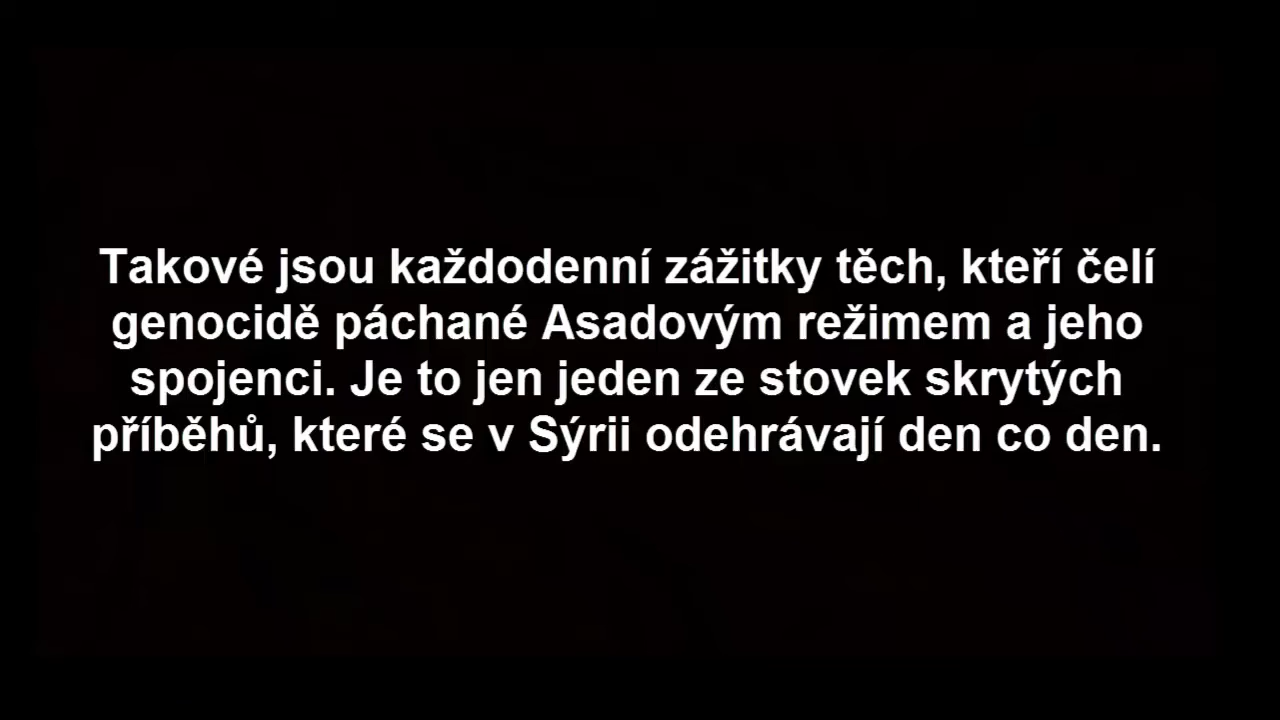 Takové jsou každodenní zážitky těch, kteří čelí
genocidě páchané Asadovým režimem a jeho
spojenci. Je to jen jeden ze stovek skrytých
příběhů, které se v Sýrii odehrávají den co den.